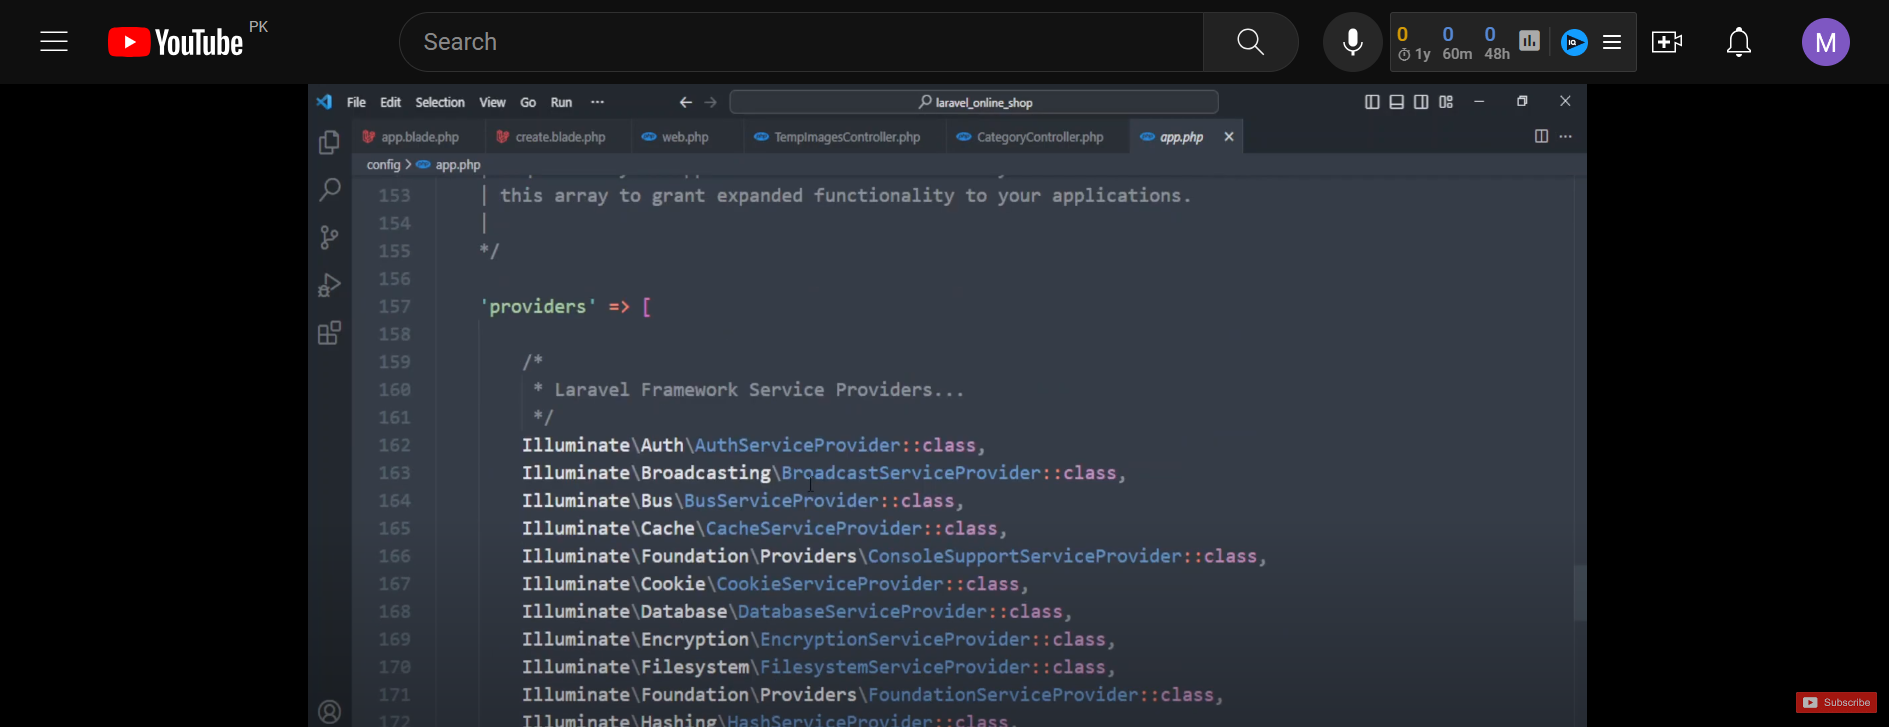 YouTube PK
Search
0 0 0
1y 60m 48h
IQ
M
File Edit Selection View Go Run ...
laravel_online_shop
app.blade.php create.blade.php web.php TempImagesController.php CategoryController.php app.php
config > app.php
153 | this array to grant expanded functionality to your applications.
154 |
155 */
156
157 'providers' => [
158
159 /*
160 * Laravel Framework Service Providers...
161 */
162 Illuminate\Auth\AuthServiceProvider::class,
163 Illuminate\Broadcasting\BroadcastServiceProvider::class,
164 Illuminate\Bus\BusServiceProvider::class,
165 Illuminate\Cache\CacheServiceProvider::class,
166 Illuminate\Foundation\Providers\ConsoleSupportServiceProvider::class,
167 Illuminate\Cookie\CookieServiceProvider::class,
168 Illuminate\Database\DatabaseServiceProvider::class,
169 Illuminate\Encryption\EncryptionServiceProvider::class,
170 Illuminate\Filesystem\FilesystemServiceProvider::class,
171 Illuminate\Foundation\Providers\FoundationServiceProvider::class,
172 Illuminate\Hashing\HashServiceProvider::class,
Subscribe